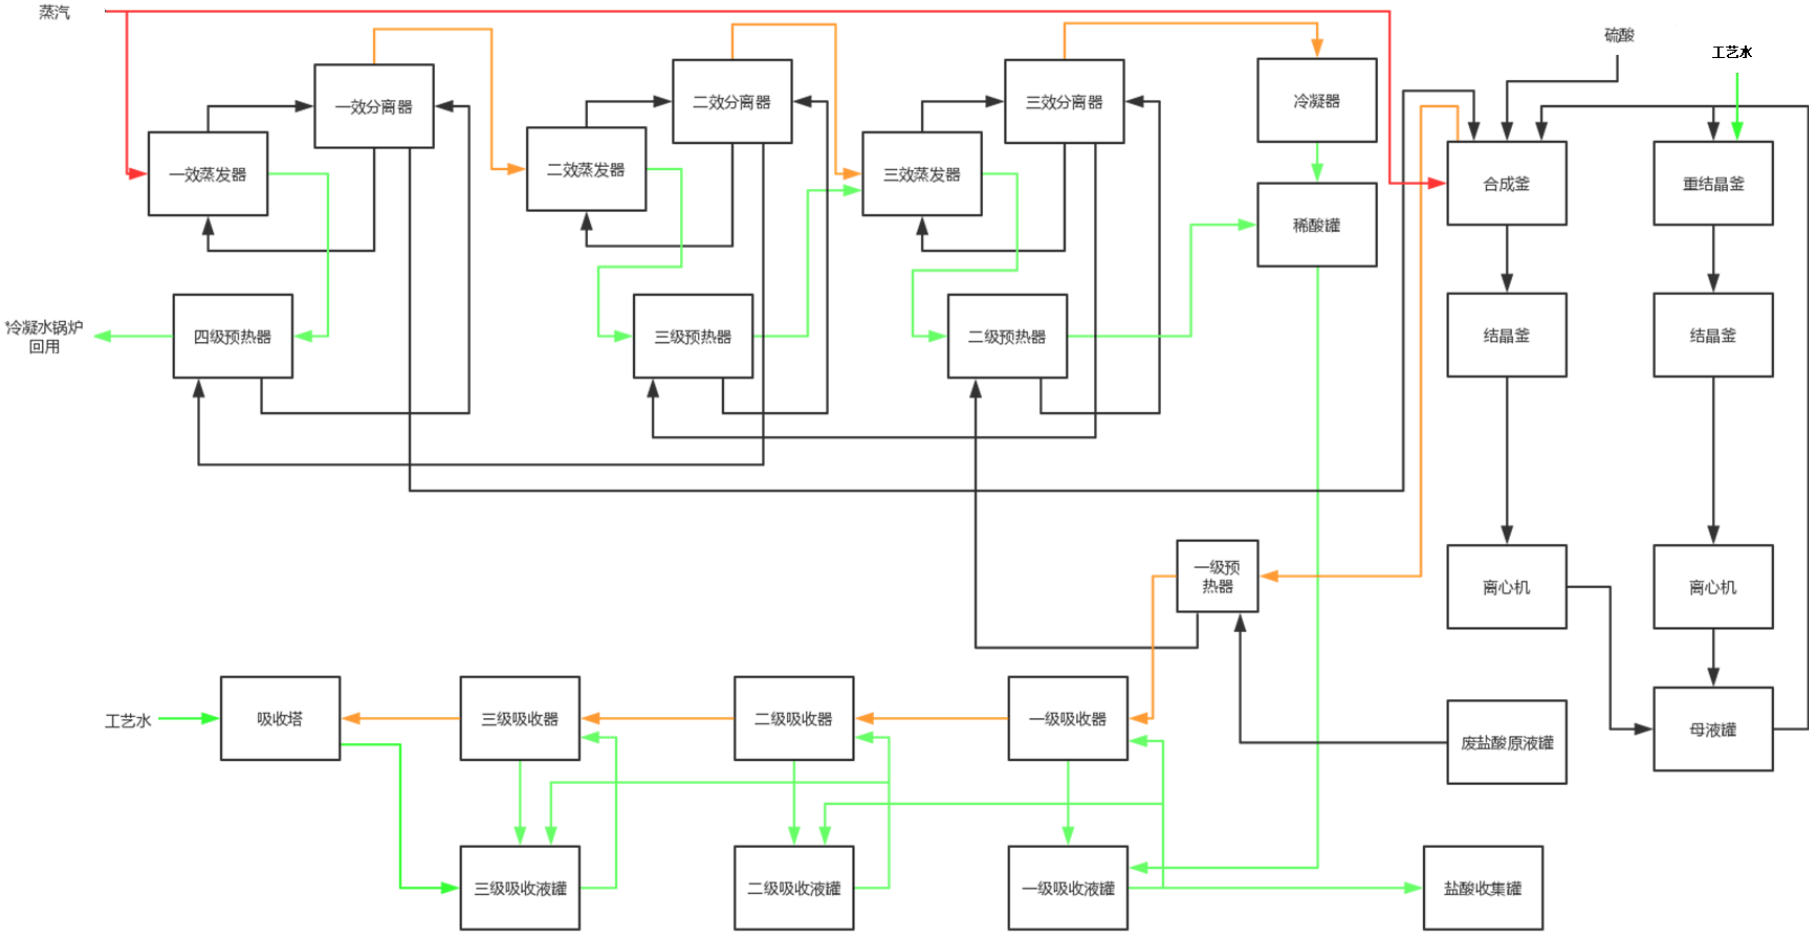 蒸汽
硫酸
工艺水
一效分离器
二效分离器
三效分离器
冷凝器
一效蒸发器
二效蒸发器
三效蒸发器
合成釜
重结晶釜
稀酸罐
冷凝水锅炉
回用
四级预热器
三级预热器
二级预热器
结晶釜
结晶釜
一级预
热器
离心机
离心机
工艺水
吸收塔
三级吸收器
二级吸收器
一级吸收器
废盐酸原液罐
母液罐
三级吸收液罐
二级吸收液罐
一级吸收液罐
盐酸收集罐